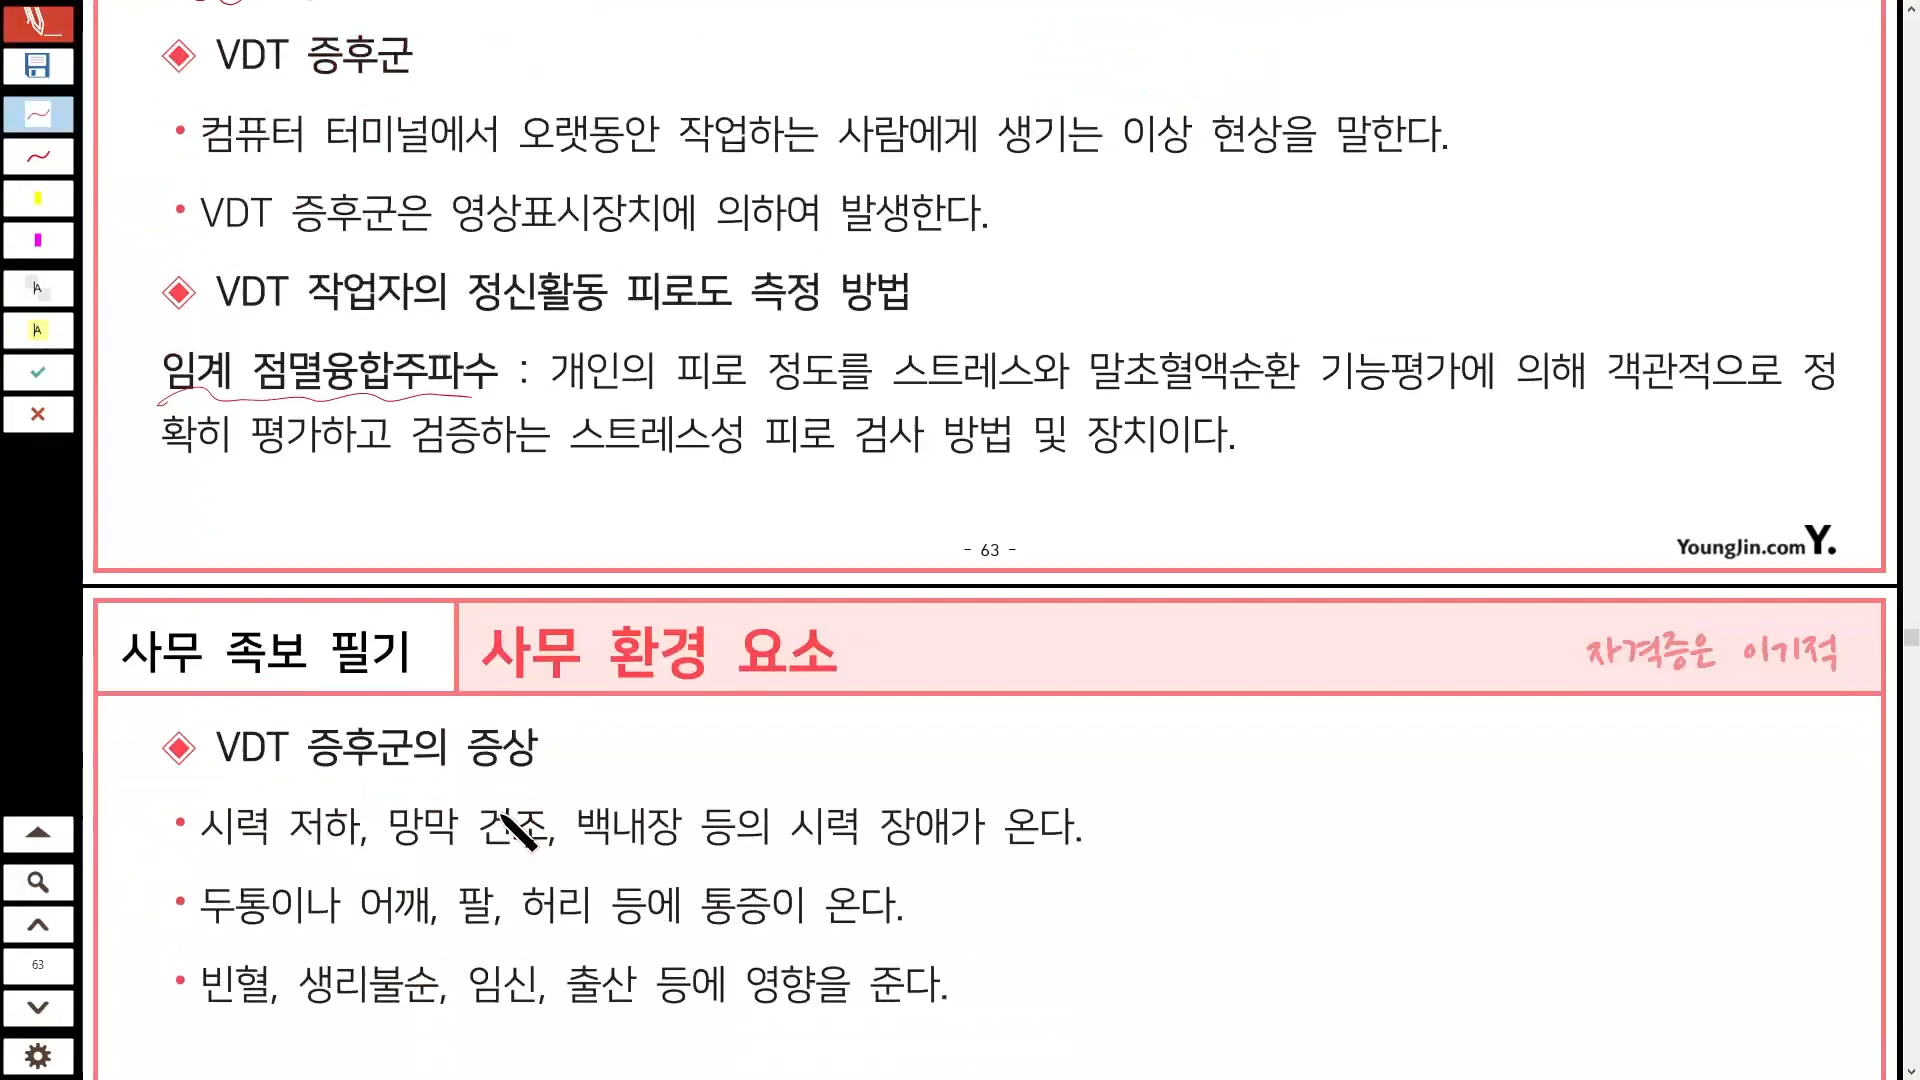 VDT 증후군
• 컴퓨터 터미널에서 오랫동안 작업하는 사람에게 생기는 이상 현상을 말한다.
• VDT 증후군은 영상표시장치에 의하여 발생한다.
VDT 작업자의 정신활동 피로도 측정 방법
임계 점멸융합주파수 : 개인의 피로 정도를 스트레스와 말초혈액순환 기능평가에 의해 객관적으로 정
확히 평가하고 검증하는 스트레스성 피로 검사 방법 및 장치이다.
- 63 -
YoungJin.com Y.
사무 족보 필기
사무 환경 요소
자격증은 이기적
VDT 증후군의 증상
• 시력 저하, 망막 건조, 백내장 등의 시력 장애가 온다.
• 두통이나 어깨, 팔, 허리 등에 통증이 온다.
• 빈혈, 생리불순, 임신, 출산 등에 영향을 준다.
63